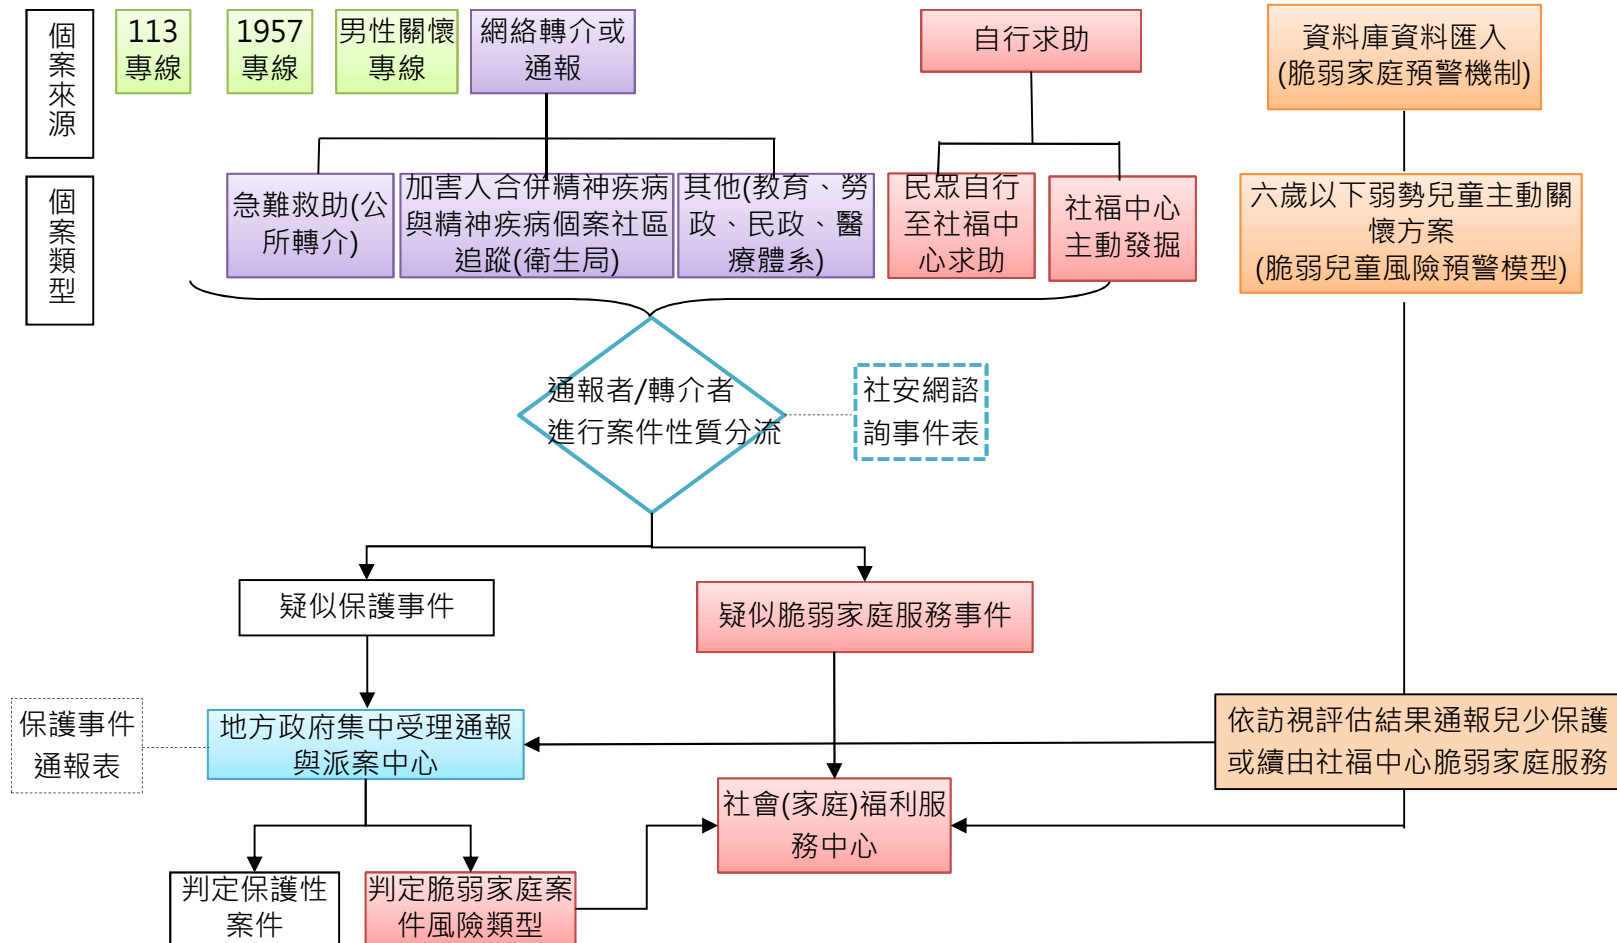 個案來源
113
專線
1957
專線
男性關懷
專線
網絡轉介或
通報
自行求助
資料庫資料匯入
(脆弱家庭預警機制)
個案類型
急難救助(公
所轉介)
加害人合併精神疾病
與精神疾病個案社區
追蹤(衛生局)
其他(教育、勞
政、民政、醫
療體系)
民眾自行
至社福中
心求助
社福中心
主動發掘
六歲以下弱勢兒童主動關
懷方案
(脆弱兒童風險預警模型)
通報者/轉介者
進行案件性質分流
社安網諮
詢事件表
疑似保護事件
疑似脆弱家庭服務事件
保護事件
通報表
地方政府集中受理通報
與派案中心
依訪視評估結果通報兒少保護
或續由社福中心脆弱家庭服務
社會(家庭)福利服
務中心
判定保護性
案件
判定脆弱家庭案
件風險類型